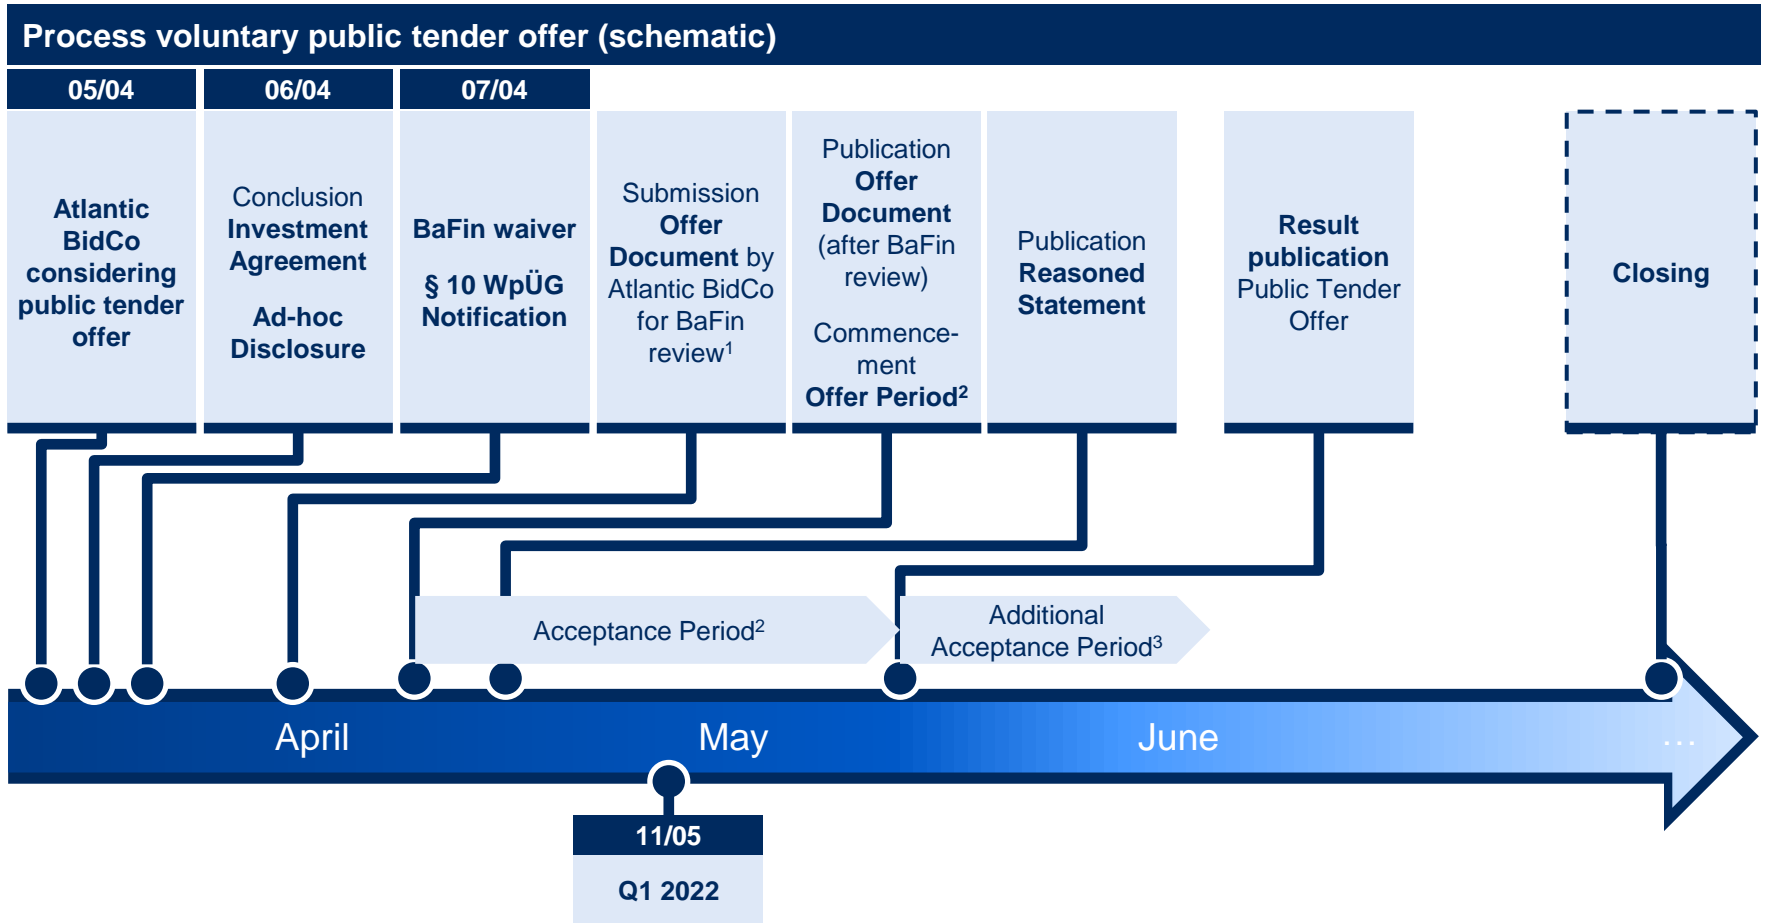 Process voluntary public tender offer (schematic)
05/04
06/04
07/04
Atlantic
BidCo
considering
public tender
offer
Conclusion
Investment
Agreement
Ad-hoc
Disclosure
BaFin waiver
§ 10 WpÜG
Notification
Submission
Offer
Document by
Atlantic BidCo
for BaFin
review¹
Publication
Offer
Document
(after BaFin
review)
Commence-
ment
Offer Period²
Publication
Reasoned
Statement
Result
publication
Public Tender
Offer
Closing
Acceptance Period²
Additional
Acceptance Period³
April
May
June
...
11/05
Q1 2022